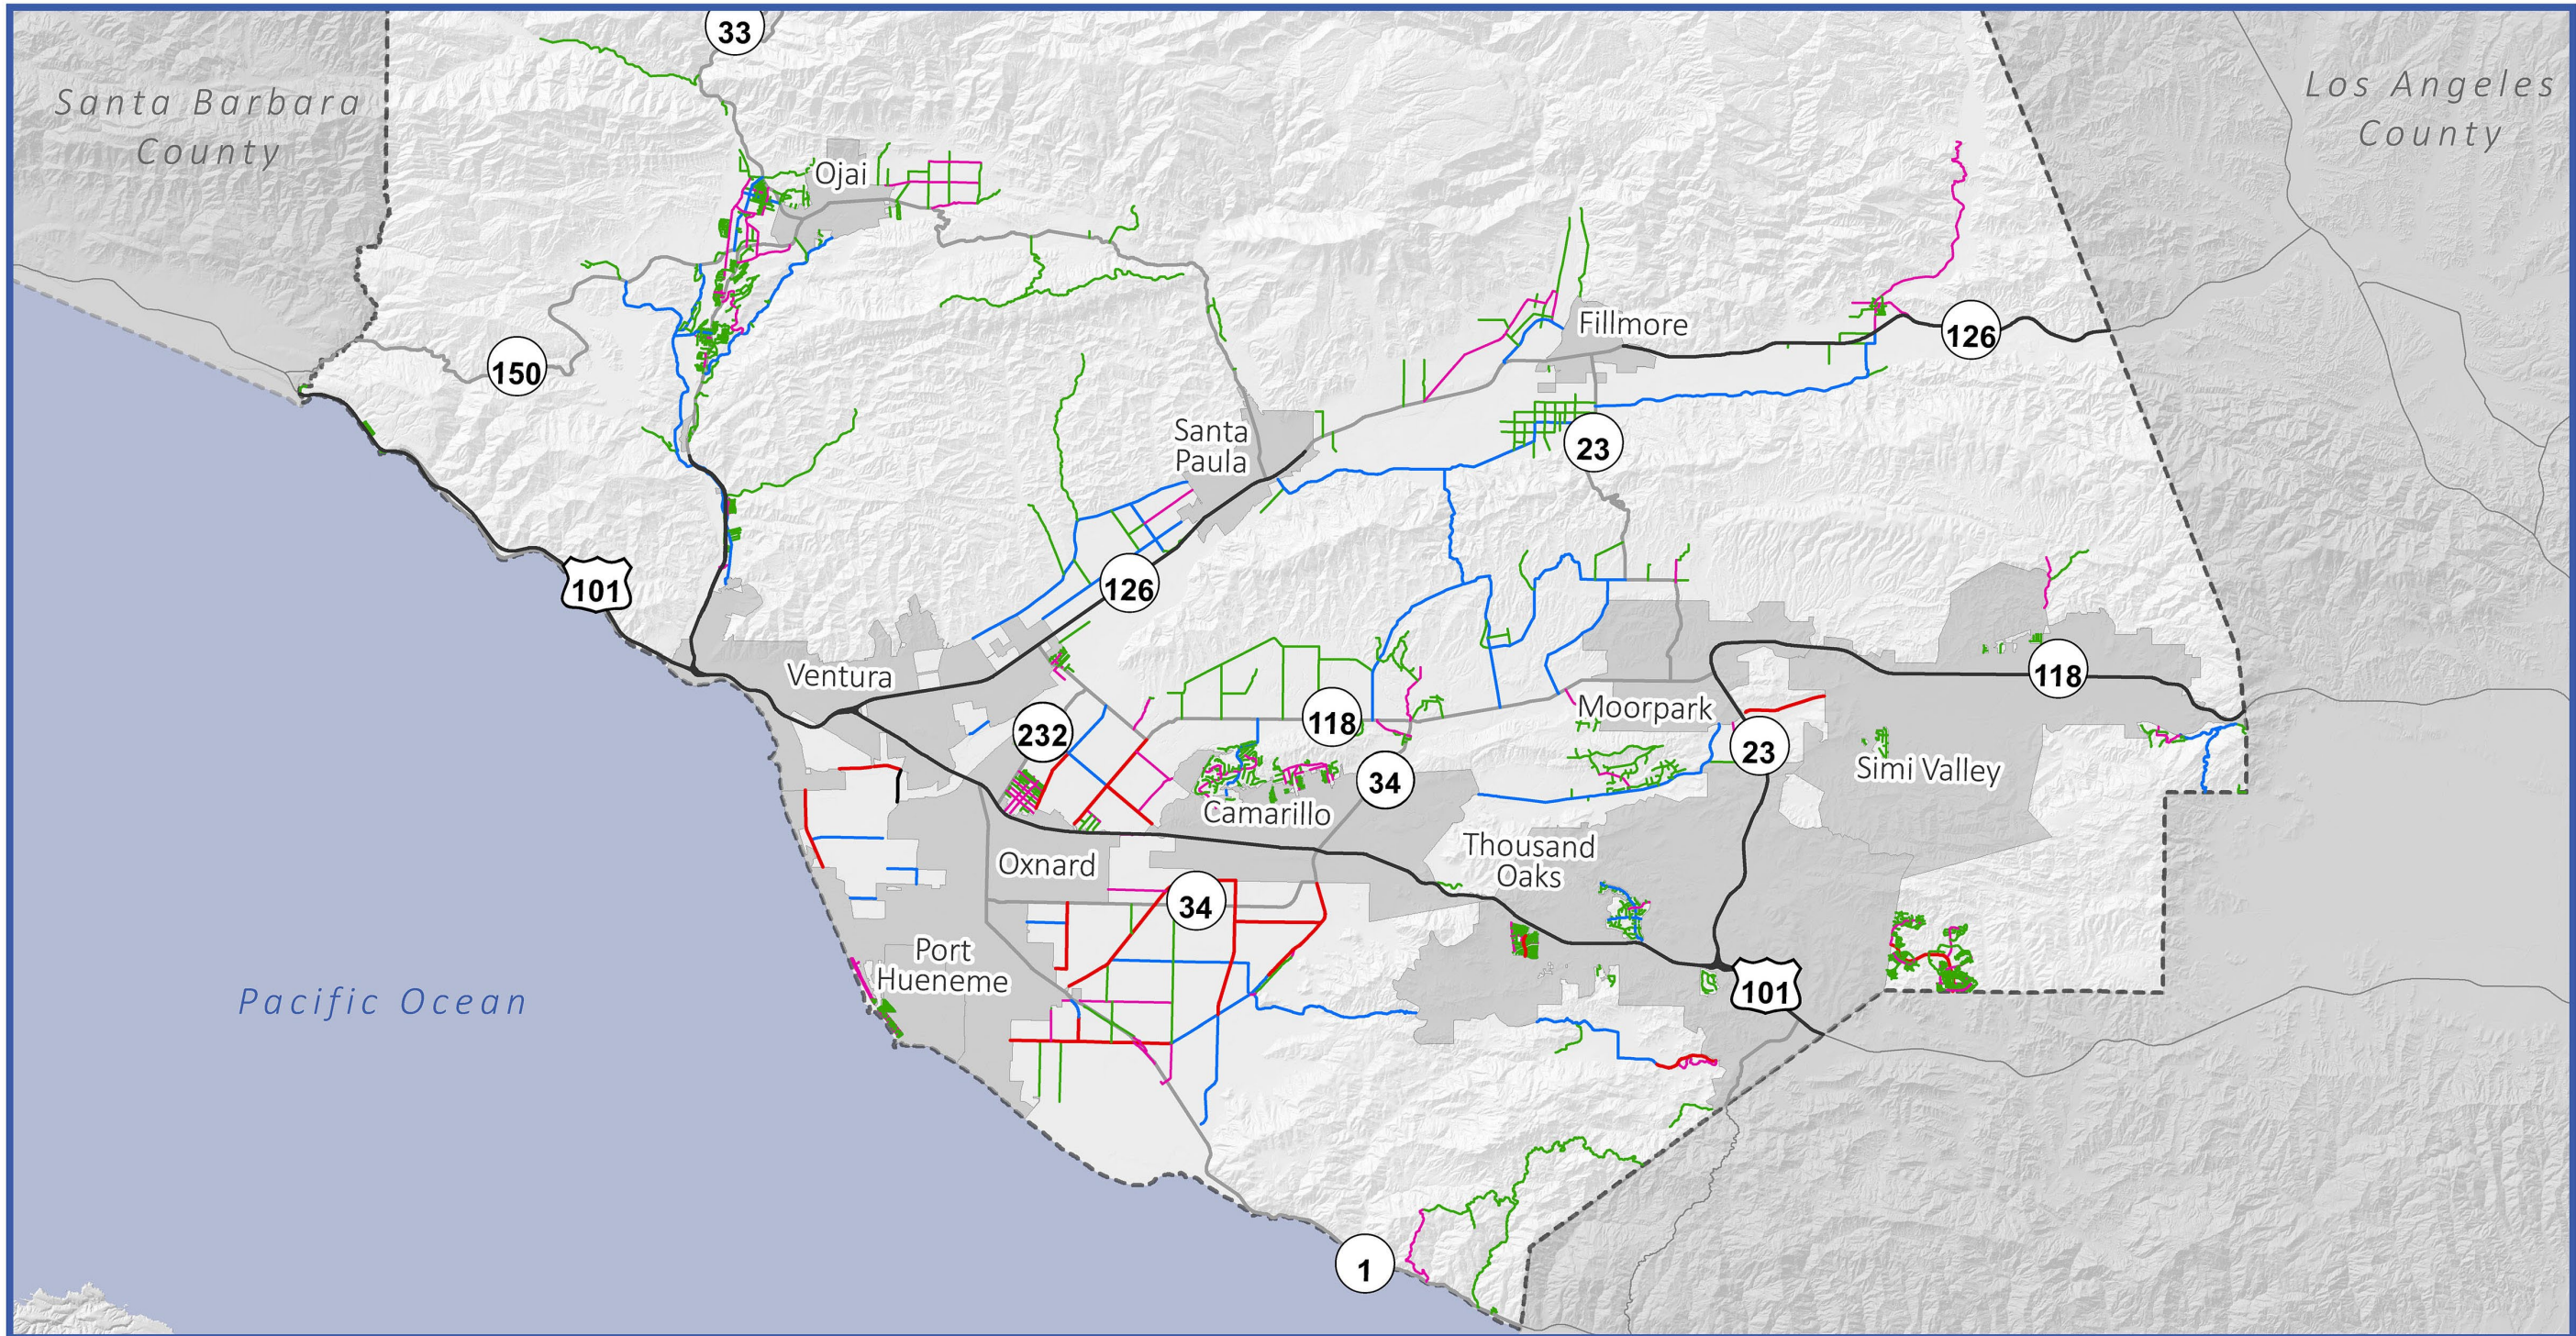 33
Santa Barbara
County
Los Angeles
County
Ojai
Fillmore
126
150
Santa
Paula
23
101
126
Ventura
232
118
Moorpark
118
23
Simi Valley
34
Camarillo
Thousand
Oaks
Oxnard
34
Port
Hueneme
101
Pacific Ocean
1